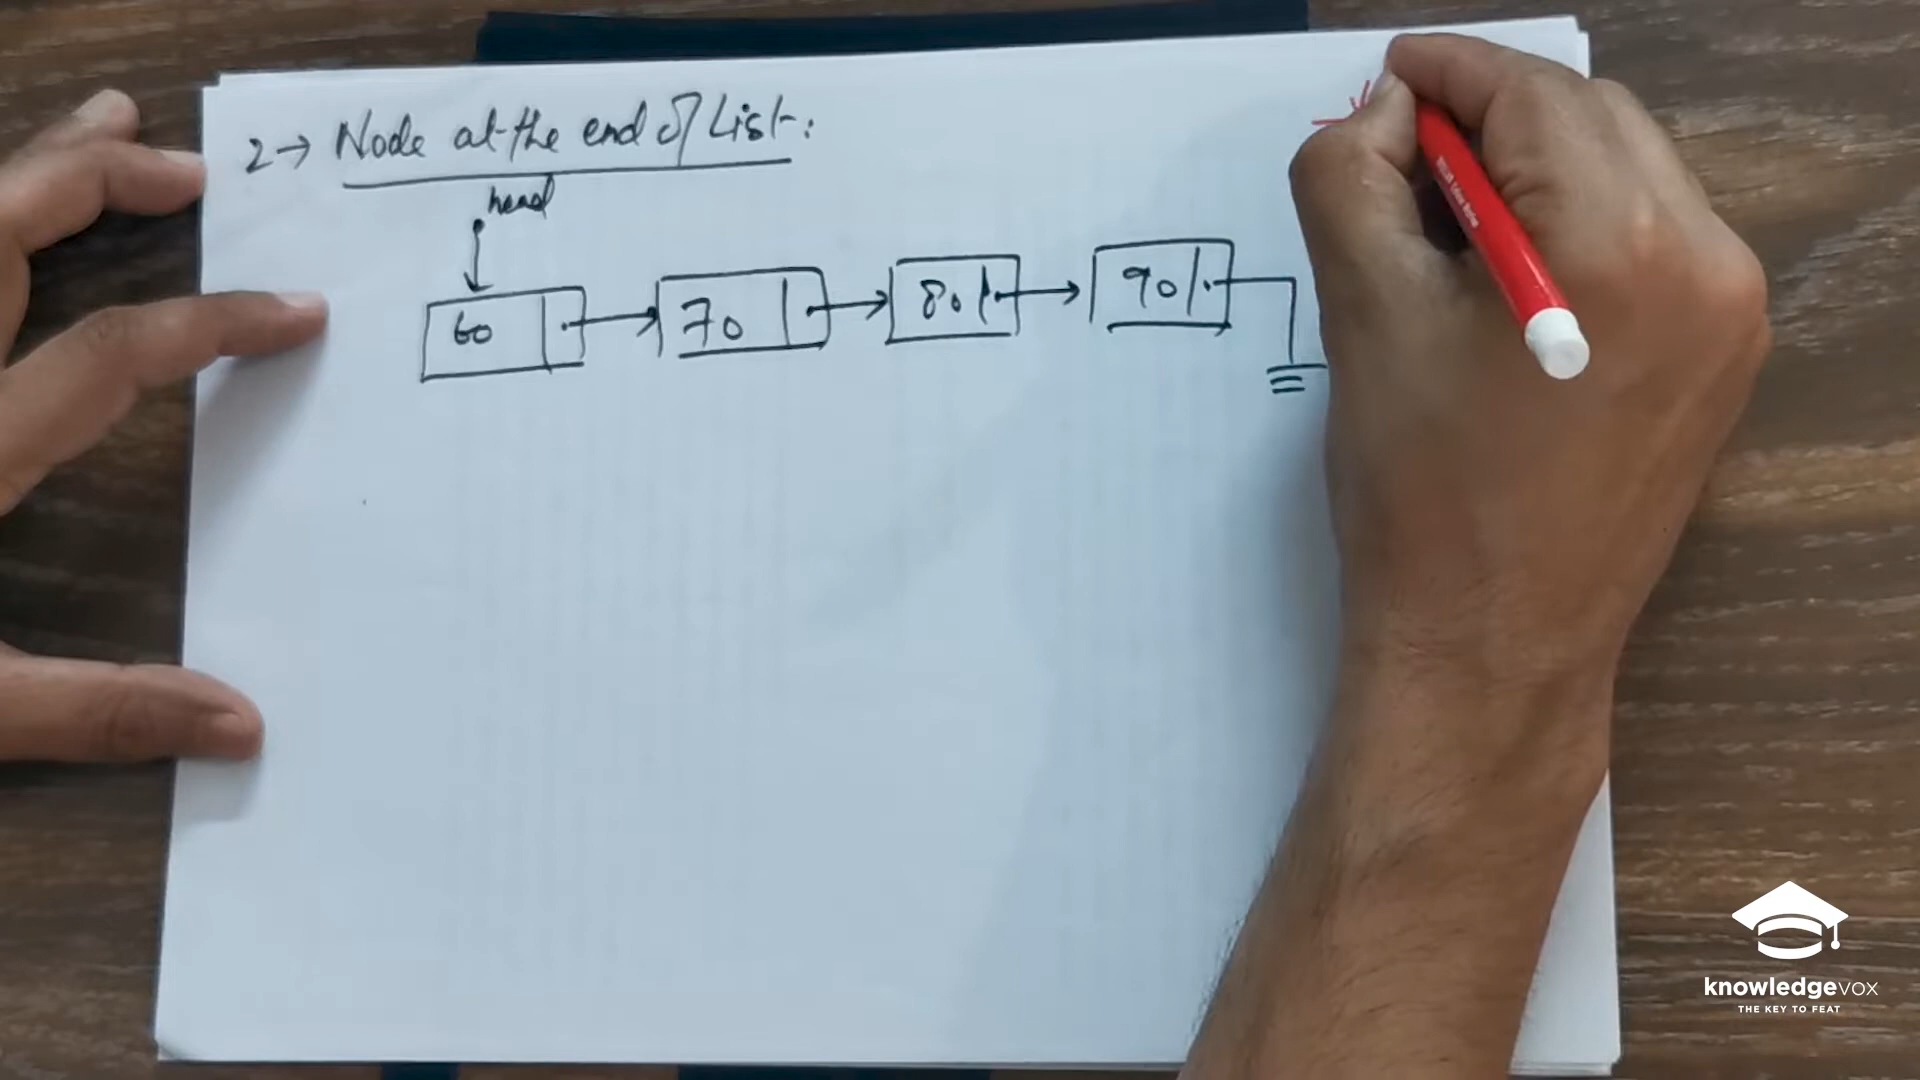 2→ Node at the end of List:
head
60 70 80 90
knowledgevox
THE KEY TO FEAT